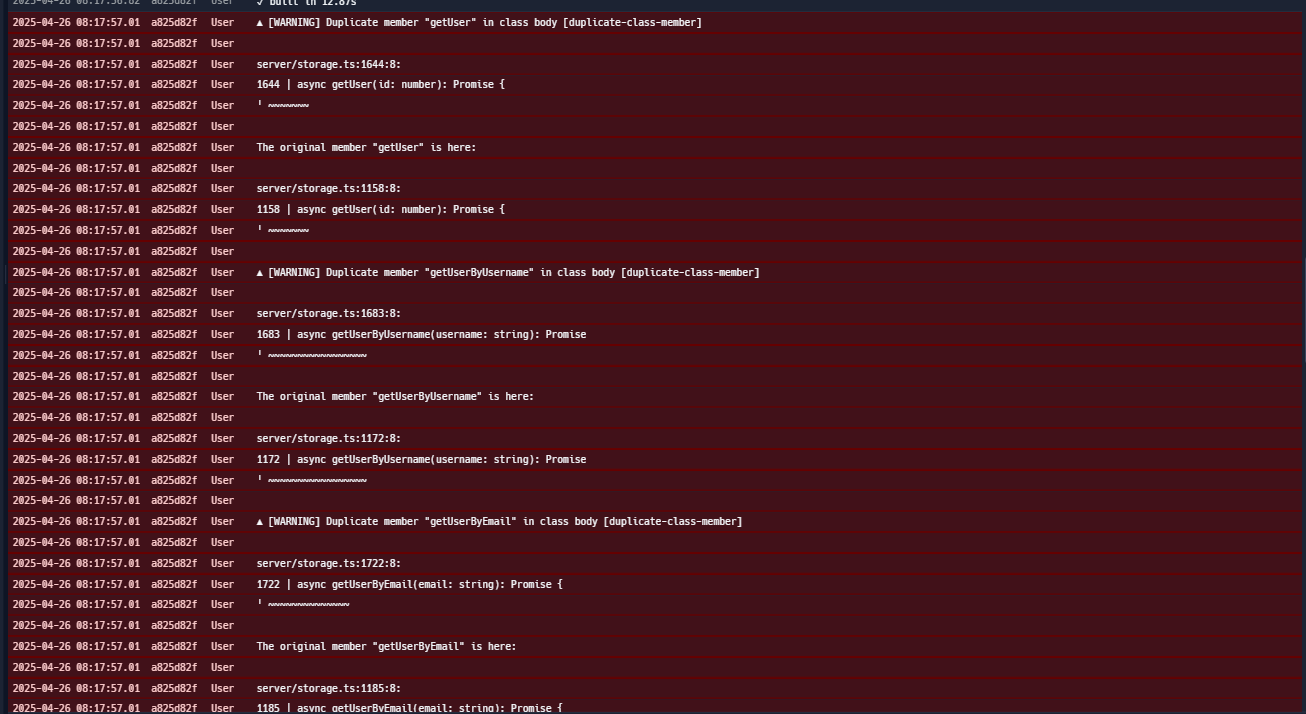 2025-04-26 08:17:56.82 a825d82f User ✓ built in 12.87s
2025-04-26 08:17:57.01 a825d82f User ▲ [WARNING] Duplicate member "getUser" in class body [duplicate-class-member]
2025-04-26 08:17:57.01 a825d82f User
2025-04-26 08:17:57.01 a825d82f User server/storage.ts:1644:8:
2025-04-26 08:17:57.01 a825d82f User 1644 | async getUser(id: number): Promise {
2025-04-26 08:17:57.01 a825d82f User ╵ ~~~~~~~
2025-04-26 08:17:57.01 a825d82f User
2025-04-26 08:17:57.01 a825d82f User The original member "getUser" is here:
2025-04-26 08:17:57.01 a825d82f User
2025-04-26 08:17:57.01 a825d82f User server/storage.ts:1158:8:
2025-04-26 08:17:57.01 a825d82f User 1158 | async getUser(id: number): Promise {
2025-04-26 08:17:57.01 a825d82f User ╵ ~~~~~~~
2025-04-26 08:17:57.01 a825d82f User
2025-04-26 08:17:57.01 a825d82f User ▲ [WARNING] Duplicate member "getUserByUsername" in class body [duplicate-class-member]
2025-04-26 08:17:57.01 a825d82f User
2025-04-26 08:17:57.01 a825d82f User server/storage.ts:1683:8:
2025-04-26 08:17:57.01 a825d82f User 1683 | async getUserByUsername(username: string): Promise
2025-04-26 08:17:57.01 a825d82f User ╵ ~~~~~~~~~~~~~~~~~
2025-04-26 08:17:57.01 a825d82f User
2025-04-26 08:17:57.01 a825d82f User The original member "getUserByUsername" is here:
2025-04-26 08:17:57.01 a825d82f User
2025-04-26 08:17:57.01 a825d82f User server/storage.ts:1172:8:
2025-04-26 08:17:57.01 a825d82f User 1172 | async getUserByUsername(username: string): Promise
2025-04-26 08:17:57.01 a825d82f User ╵ ~~~~~~~~~~~~~~~~~
2025-04-26 08:17:57.01 a825d82f User
2025-04-26 08:17:57.01 a825d82f User ▲ [WARNING] Duplicate member "getUserByEmail" in class body [duplicate-class-member]
2025-04-26 08:17:57.01 a825d82f User
2025-04-26 08:17:57.01 a825d82f User server/storage.ts:1722:8:
2025-04-26 08:17:57.01 a825d82f User 1722 | async getUserByEmail(email: string): Promise {
2025-04-26 08:17:57.01 a825d82f User ╵ ~~~~~~~~~~~~~~
2025-04-26 08:17:57.01 a825d82f User
2025-04-26 08:17:57.01 a825d82f User The original member "getUserByEmail" is here:
2025-04-26 08:17:57.01 a825d82f User
2025-04-26 08:17:57.01 a825d82f User server/storage.ts:1185:8:
2025-04-26 08:17:57.01 a825d82f User 1185 | async getUserByEmail(email: string): Promise {